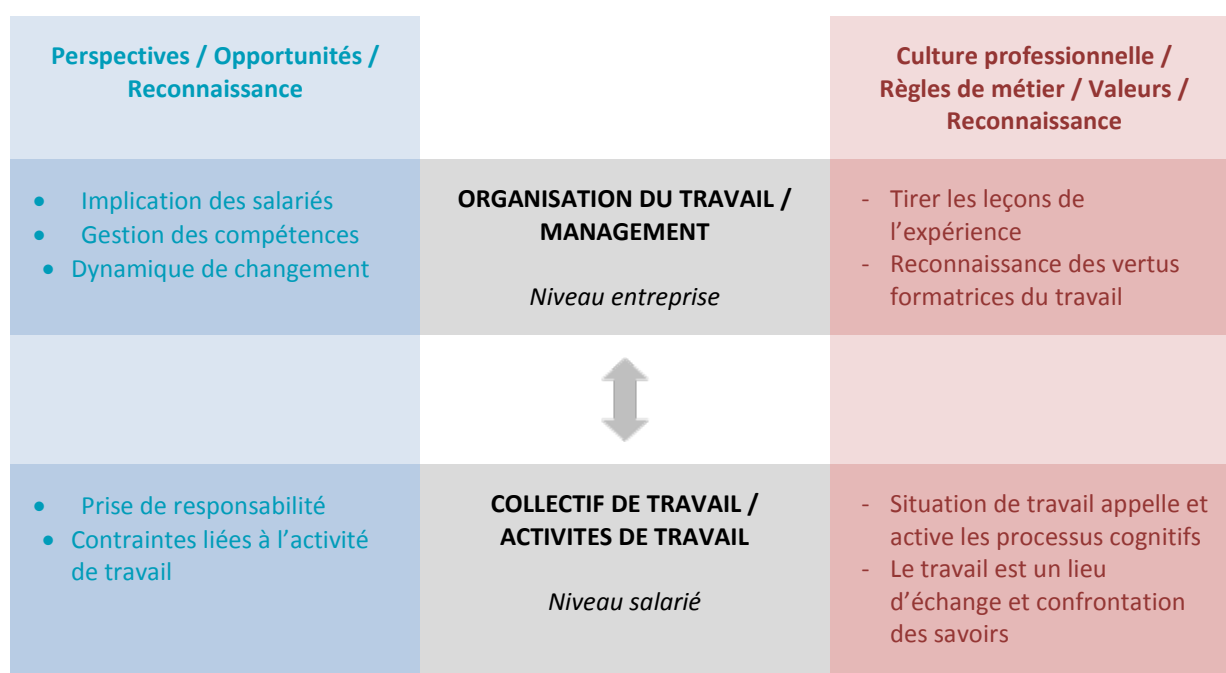 Perspectives / Opportunités /
Reconnaissance
Culture professionnelle /
Règles de métier / Valeurs /
Reconnaissance
• Implication des salariés
• Gestion des compétences
• Dynamique de changement
ORGANISATION DU TRAVAIL /
MANAGEMENT
Niveau entreprise
- Tirer les leçons de
l’expérience
- Reconnaissance des vertus
formatrices du travail
• Prise de responsabilité
• Contraintes liées à l’activité
de travail
COLLECTIF DE TRAVAIL /
ACTIVITES DE TRAVAIL
Niveau salarié
- Situation de travail appelle et
active les processus cognitifs
- Le travail est un lieu
d’échange et confrontation
des savoirs